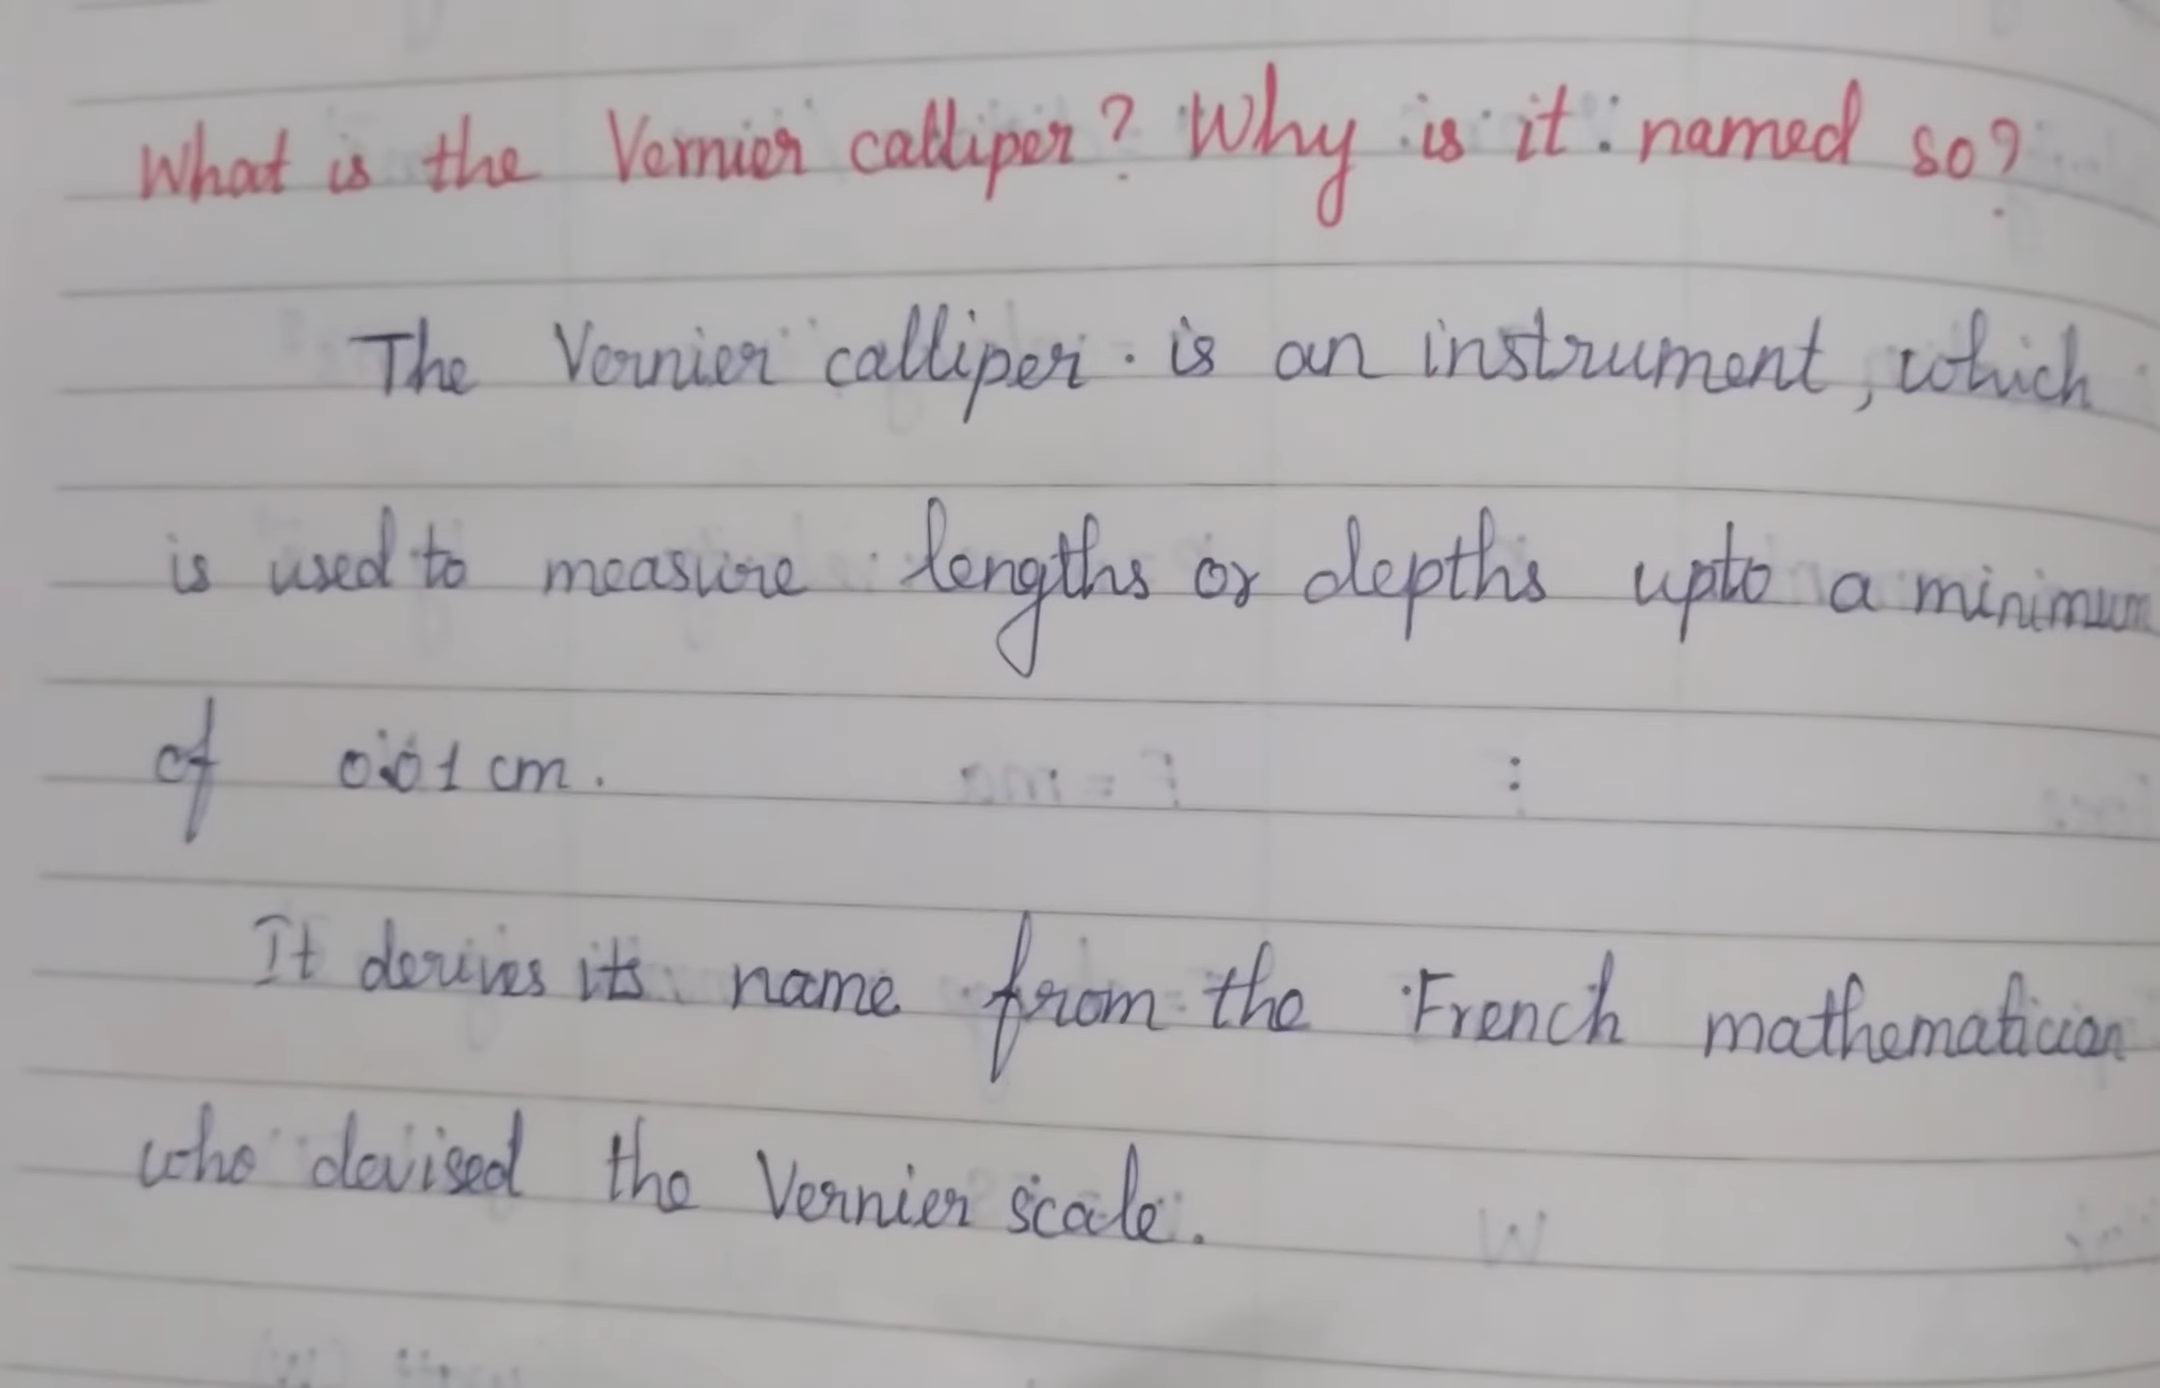 What is the Vernier calliper? Why is it named so?
The Vernier calliper is an instrument, which
is used to measure lengths or depths upto a minimum
of 0.01 cm.
It derives its name from the French mathematician
who devised the Vernier scale.